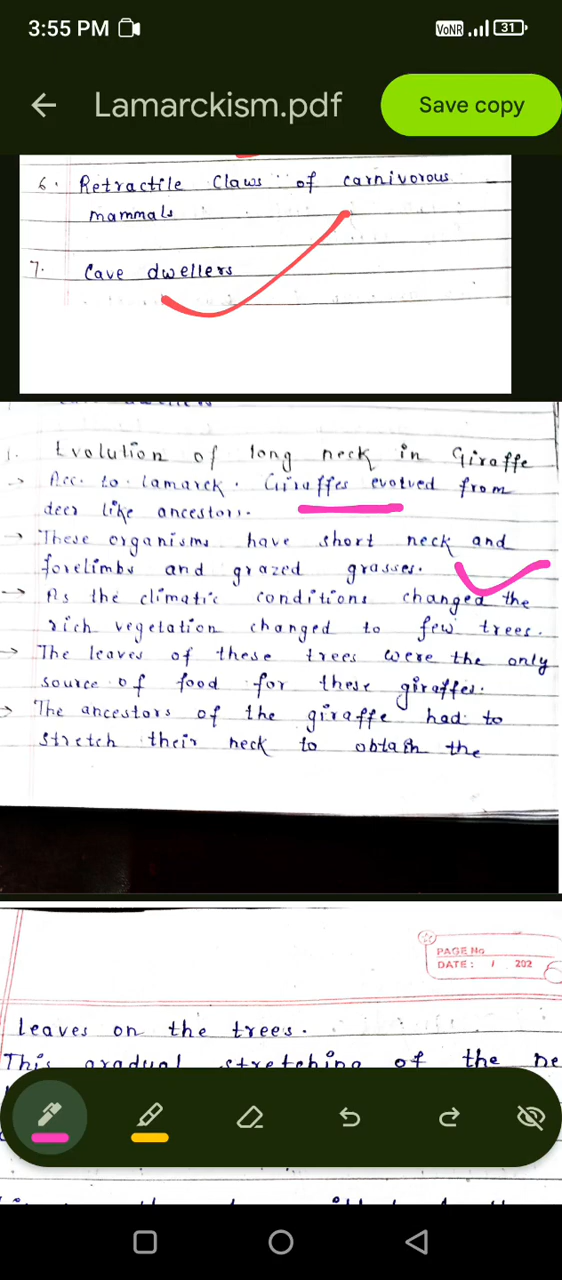 3:55 PM
VoNR 31
Lamarckism.pdf
Save copy
6. Retractile Claws of carnivorous
mammals
7. Cave dwellers
1. Evolution of long neck in Giraffe
→ Acc. to lamarck. Giraffes evolved from
deer like ancestors.
→ These organisms have short neck and
forelimbs and grazed grasses.
→ As the climatic conditions changed the
rich vegetation changed to few trees.
→ The leaves of these trees were the only
source of food for these giraffes.
→ The ancestors of the giraffe had to
stretch their neck to obtain the
PAGE No
DATE: / 202
leaves on the trees.
This gradual stretching of the ne